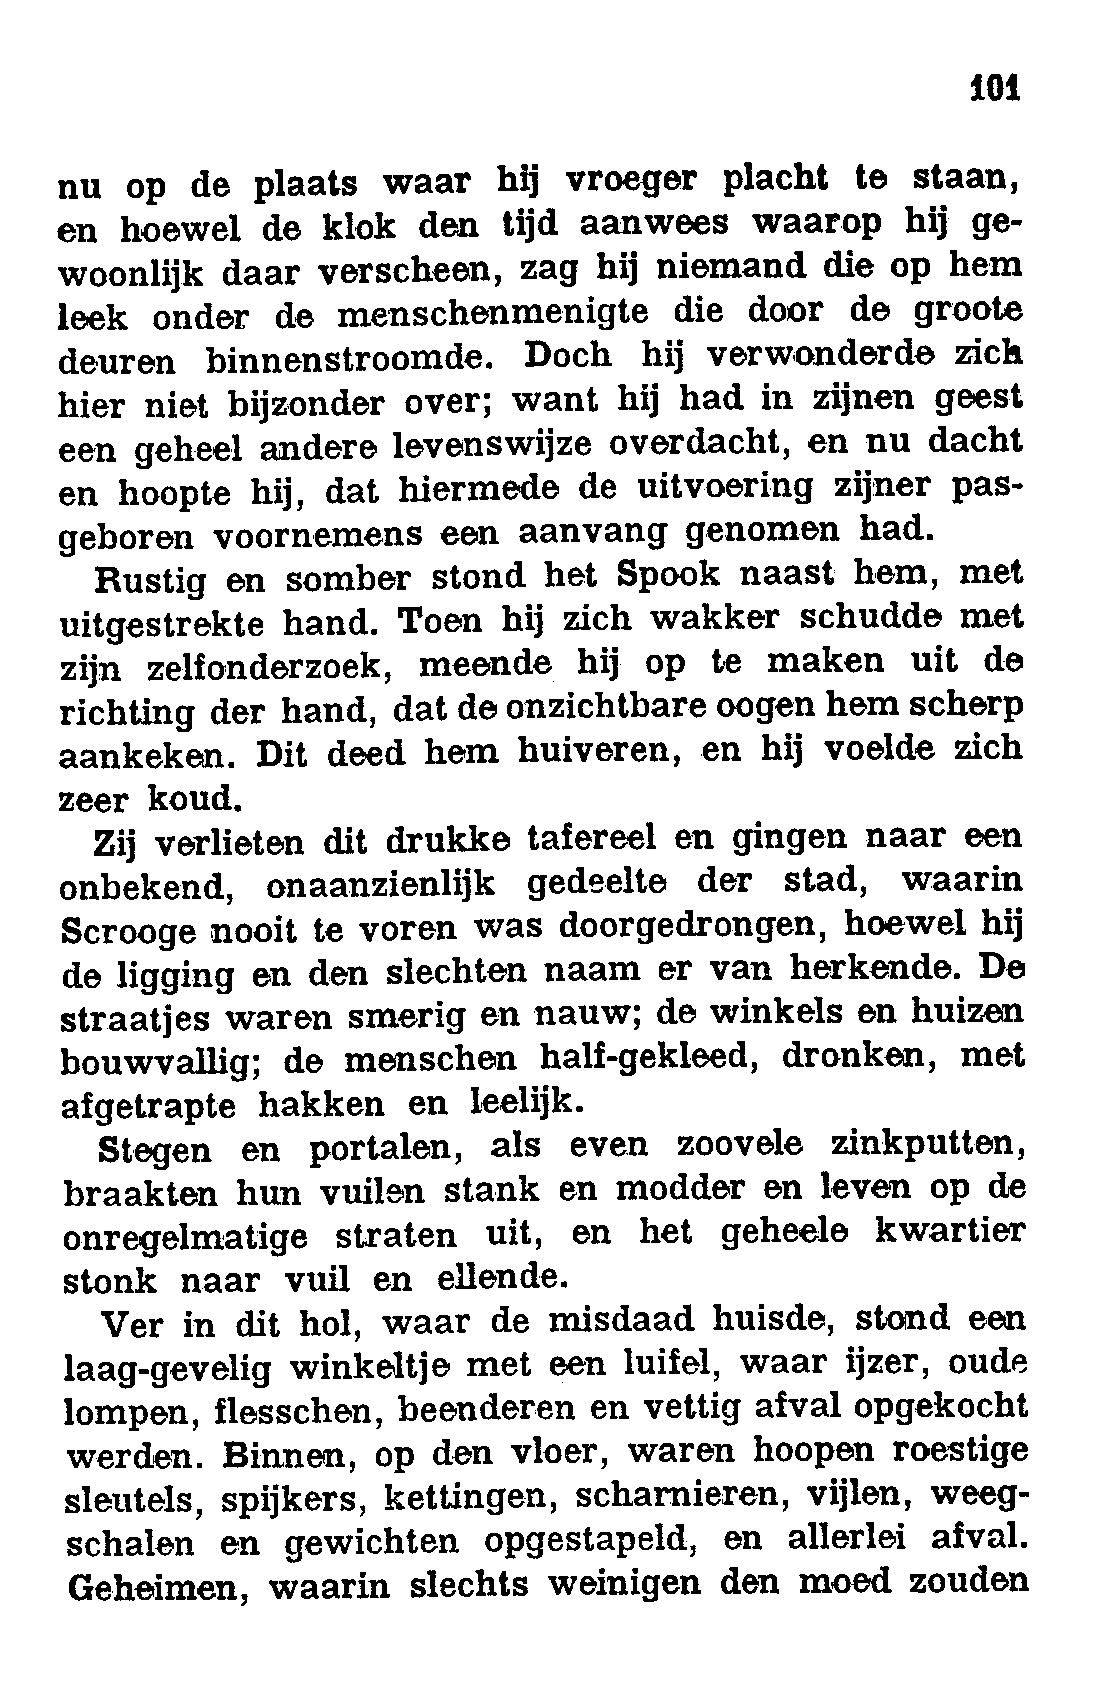 101
nu op de plaats waar hij vroeger placht te staan,
en hoewel de klok den tijd aanwees waarop hij ge-
woonlijk daar verscheen, zag hij niemand die op hem
leek onder de menschenmenigte die door de groote
deuren binnenstroomde. Doch hij verwonderde zich
hier niet bijzonder over; want hij had in zijnen geest
een geheel andere levenswijze overdacht, en nu dacht
en hoopte hij, dat hiermede de uitvoering zijner pas-
geboren voornemens een aanvang genomen had.
Rustig en somber stond het Spook naast hem, met
uitgestrekte hand. Toen hij zich wakker schudde met
zijn zelfonderzoek, meende hij op te maken uit de
richting der hand, dat de onzichtbare oogen hem scherp
aankeken. Dit deed hem huiveren, en hij voelde zich
zeer koud.
Zij verlieten dit drukke tafereel en gingen naar een
onbekend, onaanzienlijk gedeelte der stad, waarin
Scrooge nooit te voren was doorgedrongen, hoewel hij
de ligging en den slechten naam er van herkende. De
straatjes waren smerig en nauw; de winkels en huizen
bouwvallig; de menschen half-gekleed, dronken, met
afgetrapte hakken en leelijk.
Stegen en portalen, als even zoovele zinkputten,
braakten hun vuilen stank en modder en leven op de
onregelmatige straten uit, en het geheele kwartier
stonk naar vuil en ellende.
Ver in dit hol, waar de misdaad huisde, stond een
laag-gevelig winkeltje met een luifel, waar ijzer, oude
lompen, flesschen, beenderen en vettig afval opgekocht
werden. Binnen, op den vloer, waren hoopen roestige
sleutels, spijkers, kettingen, scharnieren, vijlen, weeg-
schalen en gewichten opgestapeld, en allerlei afval.
Geheimen, waarin slechts weinigen den moed zouden